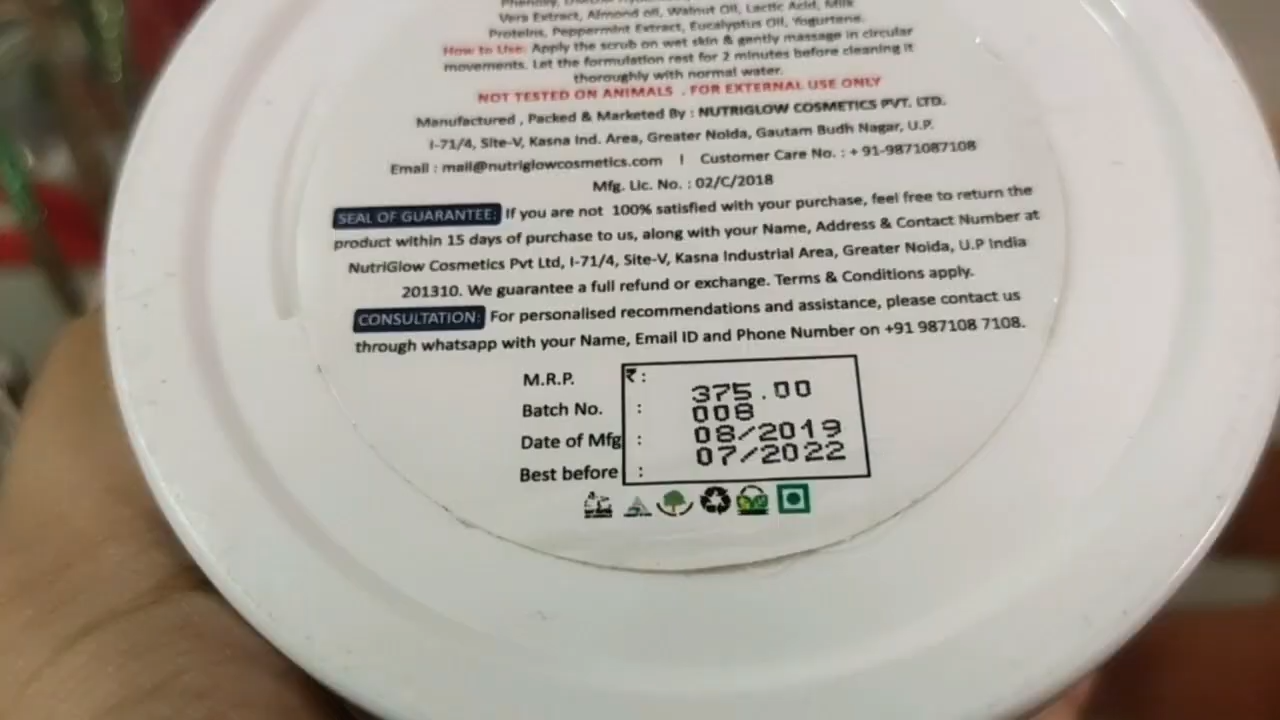 Vera Extract, Almond oil, Walnut Oil, Lactic Acid, Milk
Proteins, Peppermint Extract, Eucalyptus Oil, Yogurtene.
How to Use: Apply the scrub on wet skin & gently massage in circular
movements. Let the formulation rest for 2 minutes before cleaning it
thoroughly with normal water.
NOT TESTED ON ANIMALS . FOR EXTERNAL USE ONLY
Manufactured , Packed & Marketed By : NUTRIGLOW COSMETICS PVT. LTD.
I-71/4, Site-V, Kasna Ind. Area, Greater Noida, Gautam Budh Nagar, U.P.
Email : mail@nutriglowcosmetics.com | Customer Care No. : + 91-9871087108
Mfg. Lic. No. : 02/C/2018
SEAL OF GUARANTEE: If you are not 100% satisfied with your purchase, feel free to return the
product within 15 days of purchase to us, along with your Name, Address & Contact Number at
NutriGlow Cosmetics Pvt Ltd, I-71/4, Site-V, Kasna Industrial Area, Greater Noida, U.P India
201310. We guarantee a full refund or exchange. Terms & Conditions apply.
CONSULTATION: For personalised recommendations and assistance, please contact us
through whatsapp with your Name, Email ID and Phone Number on +91 987108 7108.
M.R.P. ₹ : 375.00
Batch No. : 008
Date of Mfg : 08/2019
Best before : 07/2022